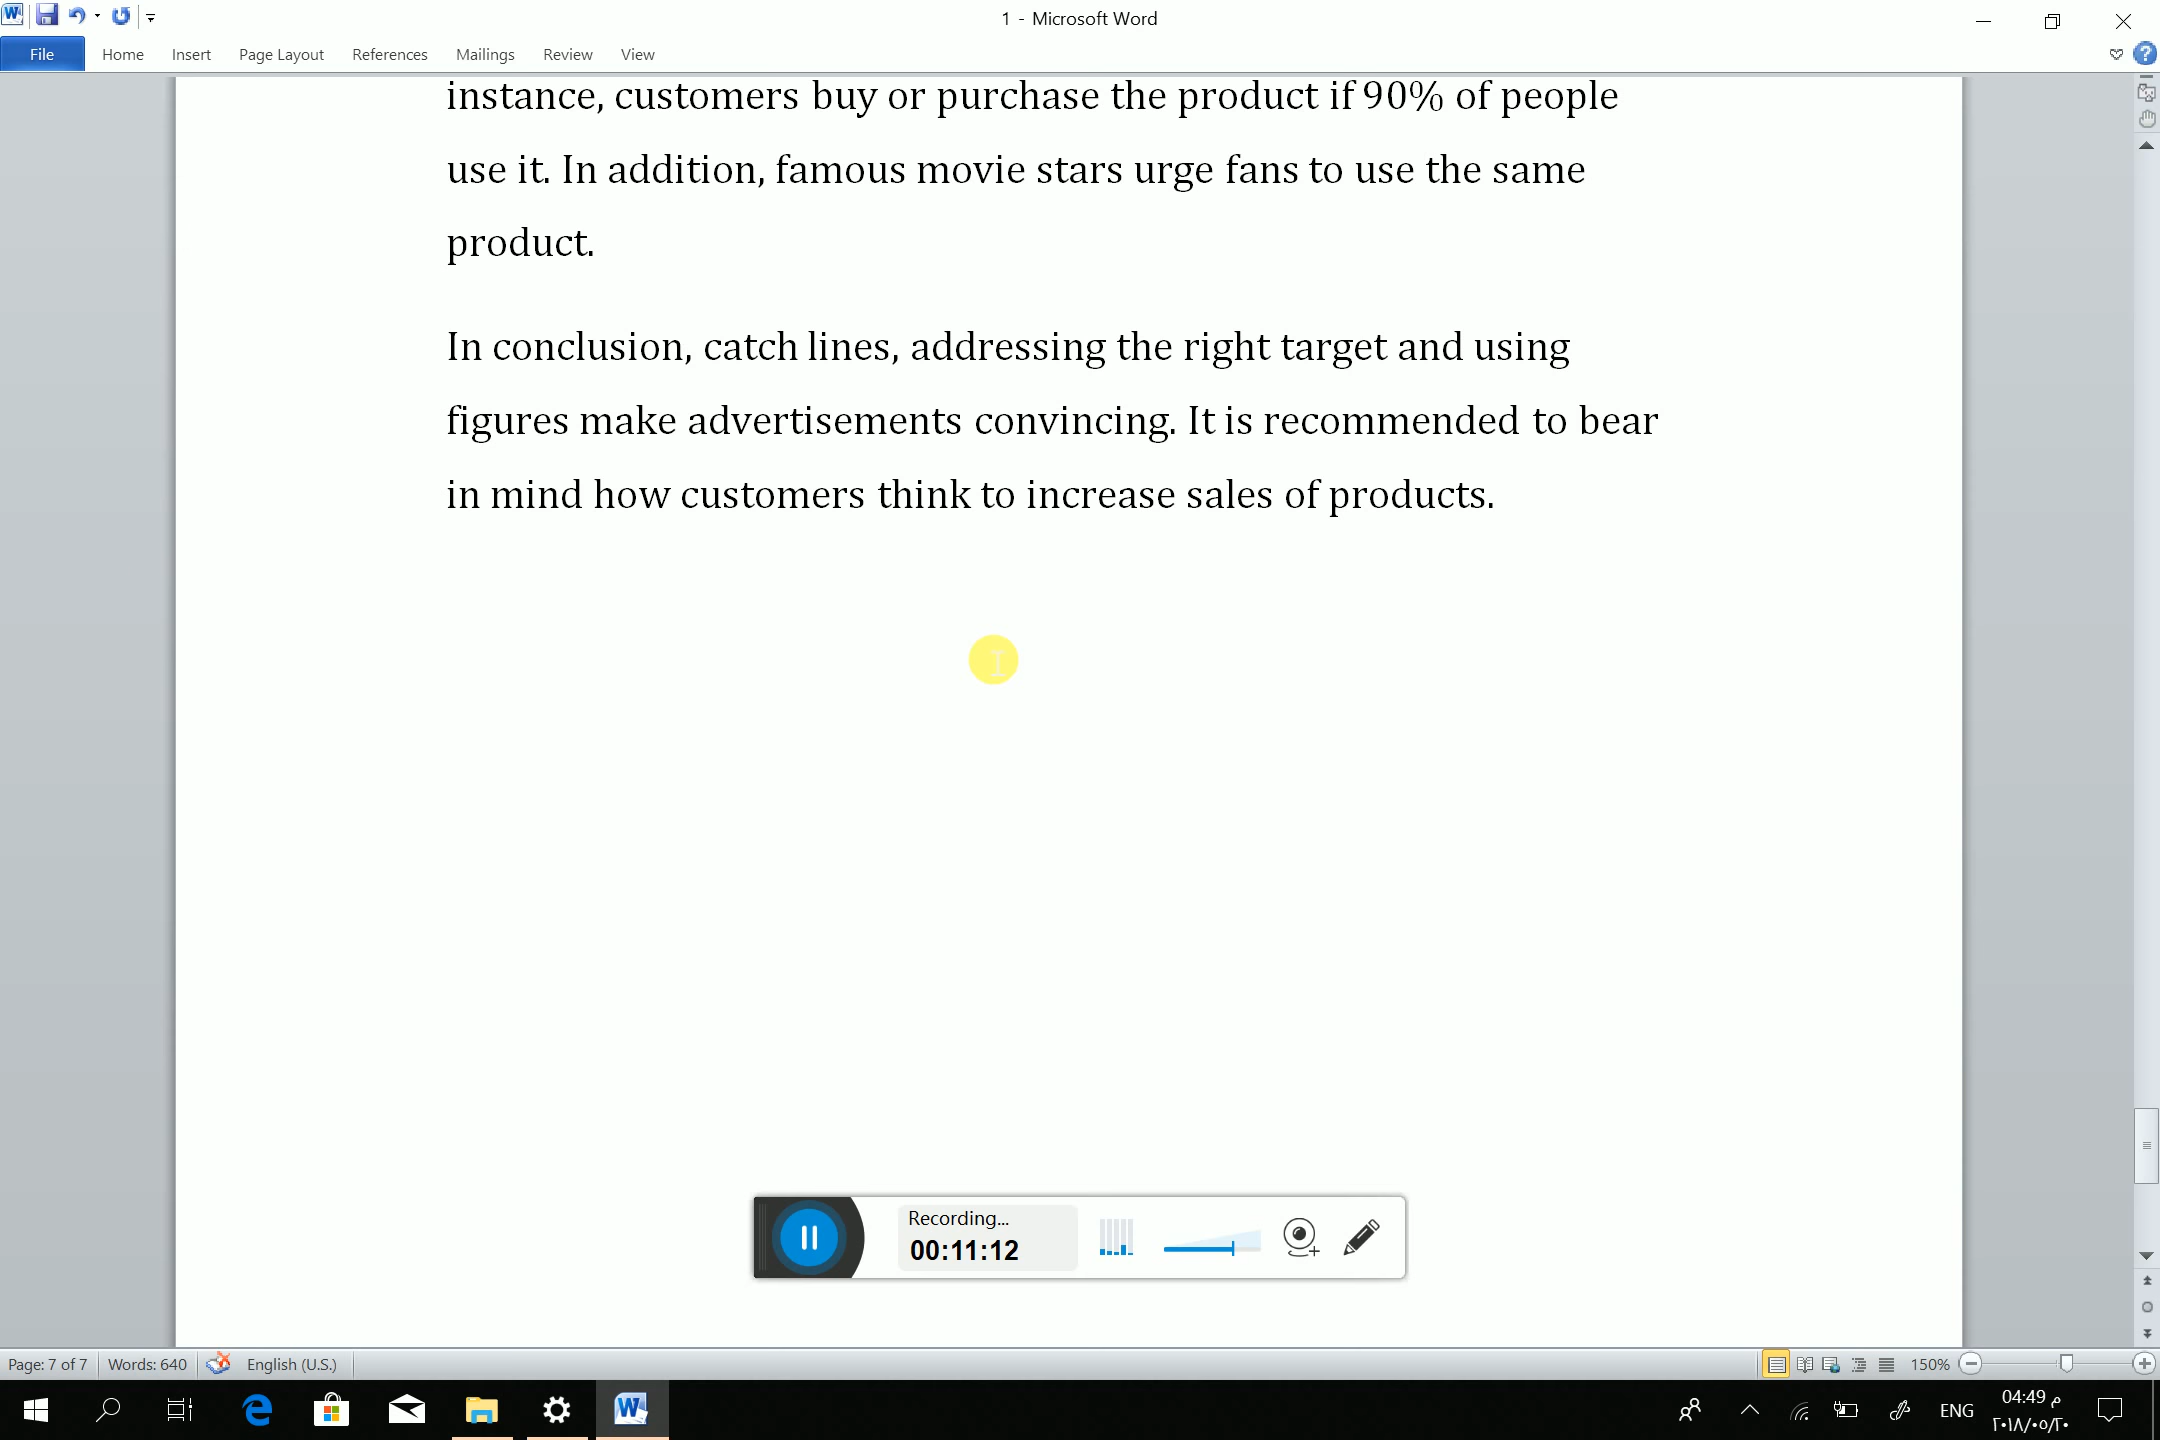 1 - Microsoft Word
File Home Insert Page Layout References Mailings Review View
instance, customers buy or purchase the product if 90% of people
use it. In addition, famous movie stars urge fans to use the same
product.
In conclusion, catch lines, addressing the right target and using
figures make advertisements convincing. It is recommended to bear
in mind how customers think to increase sales of products.
Recording...
00:11:12
Page: 7 of 7 Words: 640 English (U.S.) 150%
ENG
04:49 م
٢٠١٨/٠٥/٢٠